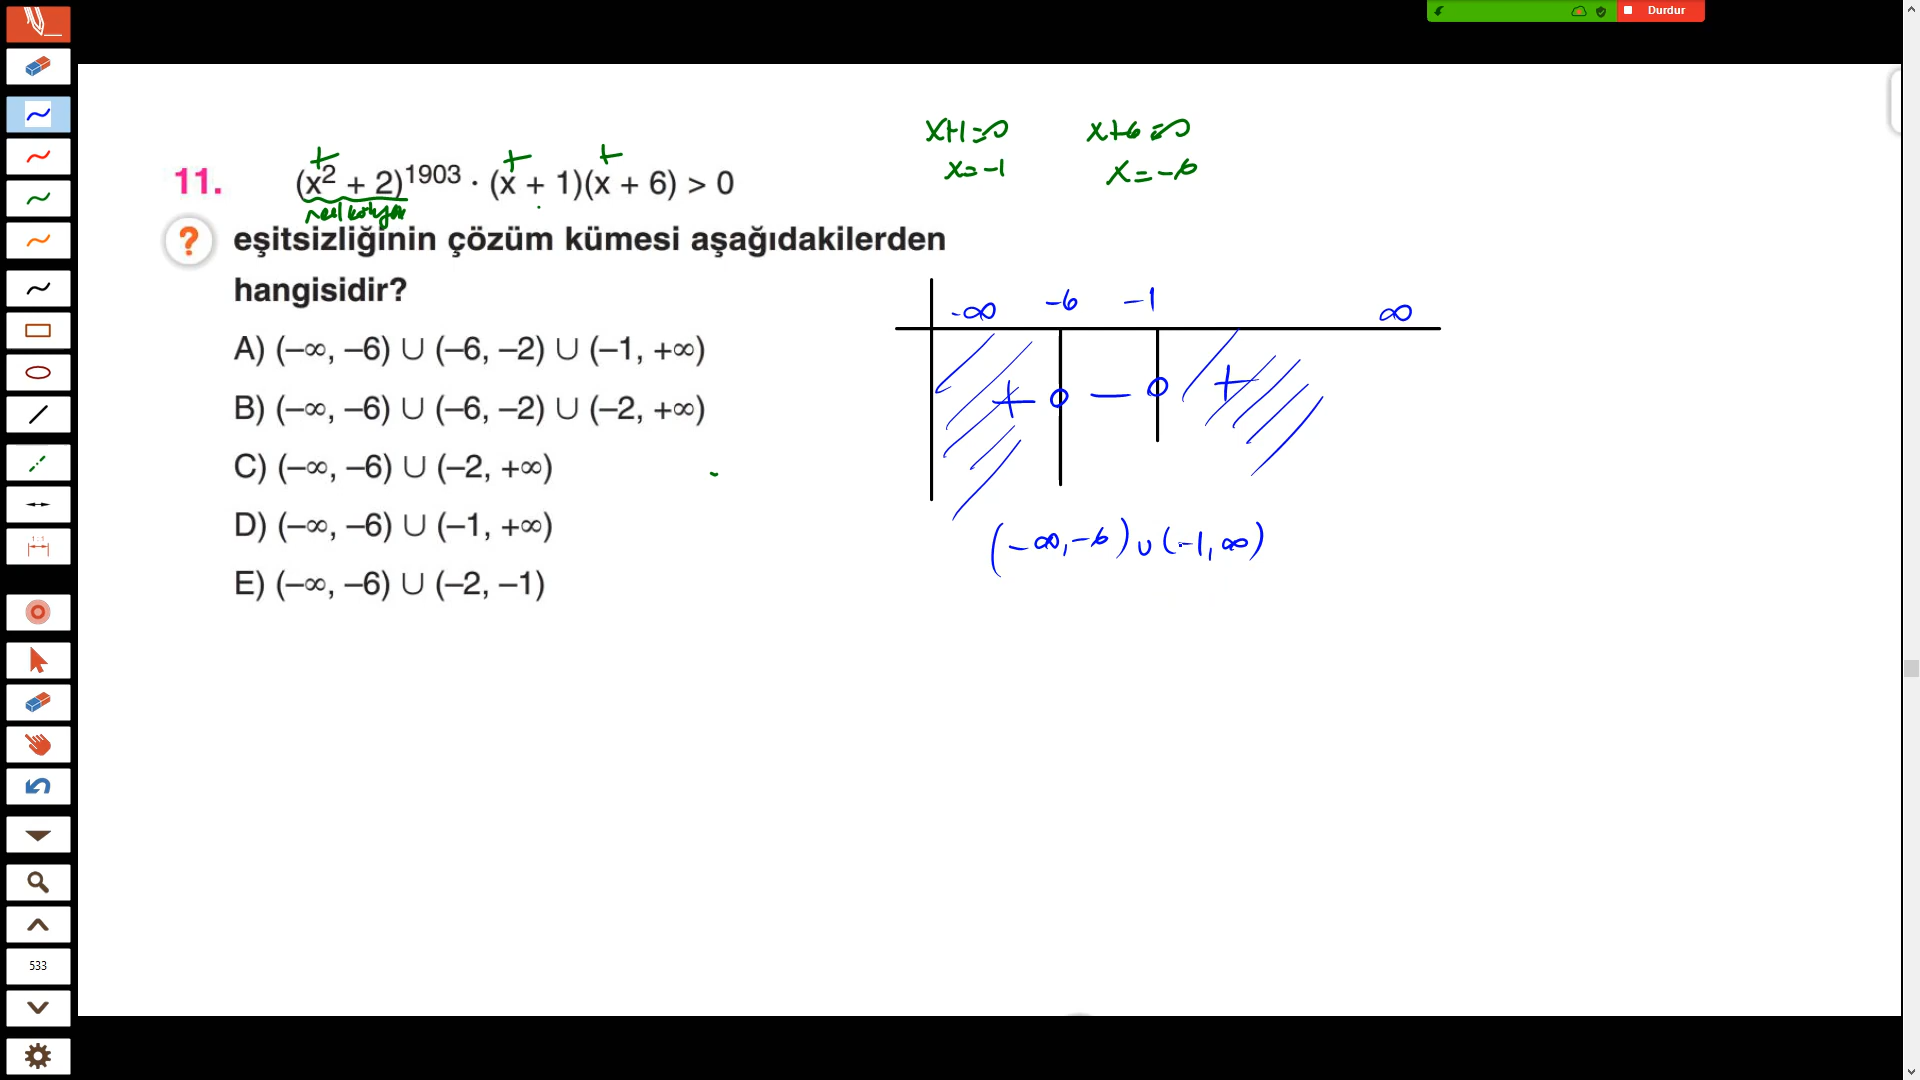 Durdur
x+1=0
x=-1
x+6=0
x=-6
+ + +
11. (x² + 2)¹⁹⁰³ · (x + 1)(x + 6) > 0
eşitsizliğinin çözüm kümesi aşağıdakilerden
hangisidir?
A) (–∞, –6) ∪ (–6, –2) ∪ (–1, +∞)
B) (–∞, –6) ∪ (–6, –2) ∪ (–2, +∞)
C) (–∞, –6) ∪ (–2, +∞)
D) (–∞, –6) ∪ (–1, +∞)
E) (–∞, –6) ∪ (–2, –1)
-∞ -6 -1 ∞
+ 0 - 0 +
(-∞,-6) ∪ (-1,∞)
1:1
533